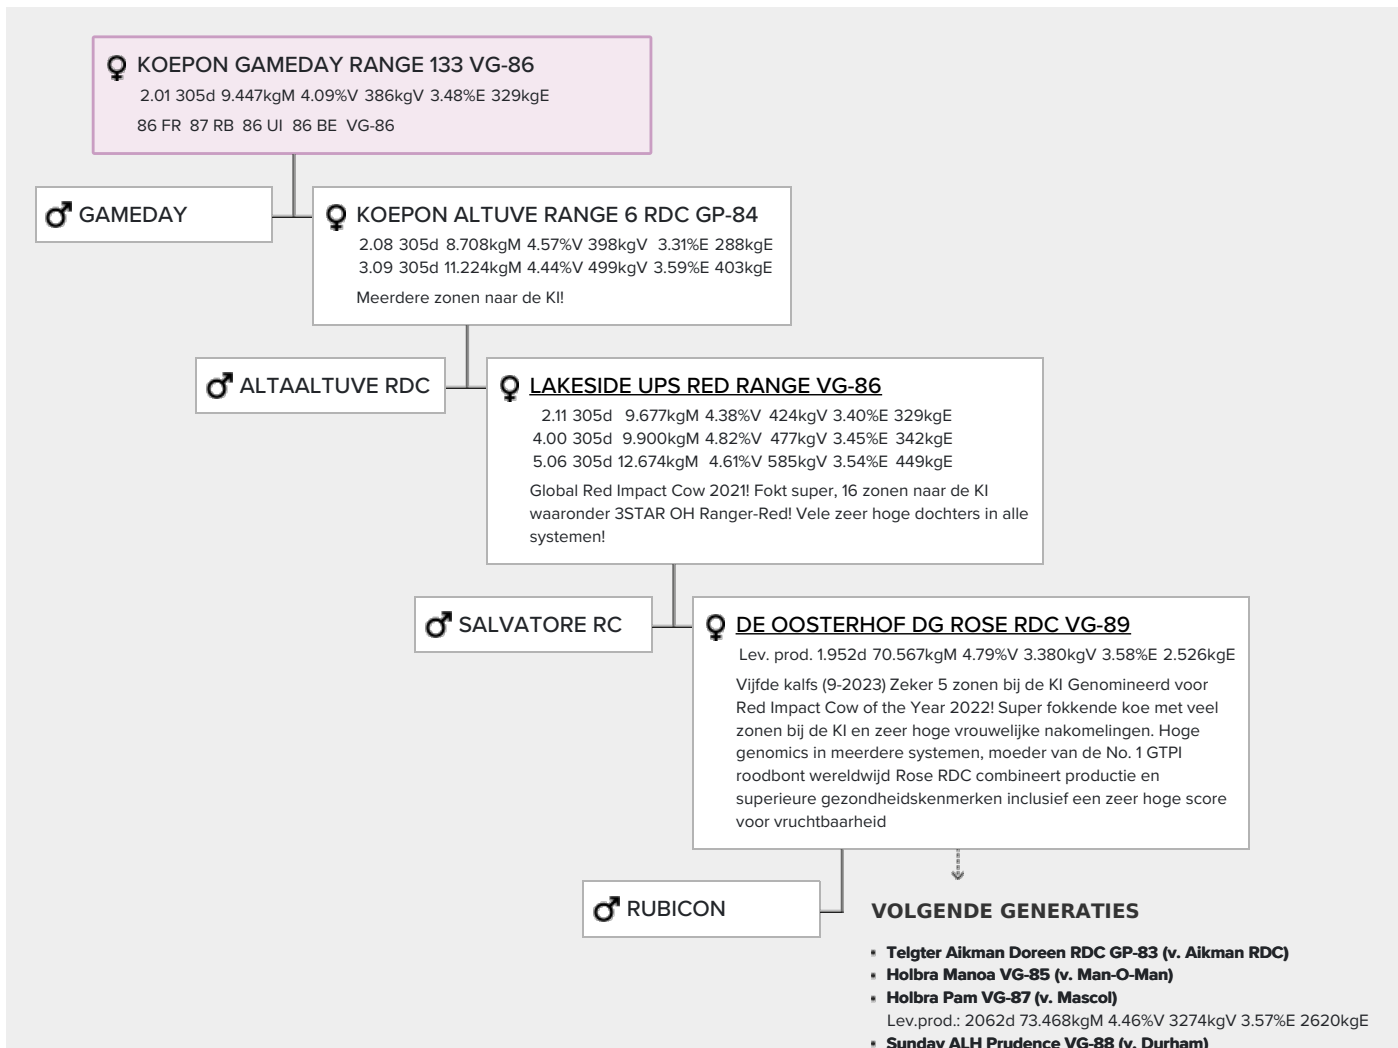 KOEPON GAMEDAY RANGE 133 VG-86
2.01 305d 9.447kgM 4.09%V 386kgV 3.48%E 329kgE
86 FR 87 RB 86 UI 86 BE VG-86
GAMEDAY
KOEPON ALTUVE RANGE 6 RDC GP-84
2.08 305d 8.708kgM 4.57%V 398kgV 3.31%E 288kgE
3.09 305d 11.224kgM 4.44%V 499kgV 3.59%E 403kgE
Meerdere zonen naar de KI!
ALTAALTUVE RDC
LAKESIDE UPS RED RANGE VG-86
2.11 305d 9.677kgM 4.38%V 424kgV 3.40%E 329kgE
4.00 305d 9.900kgM 4.82%V 477kgV 3.45%E 342kgE
5.06 305d 12.674kgM 4.61%V 585kgV 3.54%E 449kgE
Global Red Impact Cow 2021! Fokt super, 16 zonen naar de KI
waaronder 3STAR OH Ranger-Red! Vele zeer hoge dochters in alle
systemen!
SALVATORE RC
DE OOSTERHOF DG ROSE RDC VG-89
Lev. prod. 1.952d 70.567kgM 4.79%V 3.380kgV 3.58%E 2.526kgE
Vijfde kalfs (9-2023) Zeker 5 zonen bij de KI Genomineerd voor
Red Impact Cow of the Year 2022! Super fokkende koe met veel
zonen bij de KI en zeer hoge vrouwelijke nakomelingen. Hoge
genomics in meerdere systemen, moeder van de No. 1 GTPI
roodbont wereldwijd Rose RDC combineert productie en
superieure gezondheidskenmerken inclusief een zeer hoge score
voor vruchtbaarheid
RUBICON
VOLGENDE GENERATIES
Telgter Aikman Doreen RDC GP-83 (v. Aikman RDC)
Holbra Manoa VG-85 (v. Man-O-Man)
Holbra Pam VG-87 (v. Mascol)
Lev.prod.: 2062d 73.468kgM 4.46%V 3274kgV 3.57%E 2620kgE
Sunday ALH Prudence VG-88 (v. Durham)